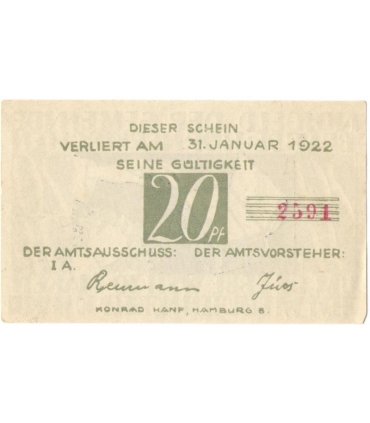 DIESER SCHEIN
VERLIERT AM 31. JANUAR 1922
SEINE GÜLTIGKEIT
20 Pf.
2591
DER AMTSAUSSCHUSS: DER AMTSVORSTEHER:
I A.
KONRAD HANF, HAMBURG 8.